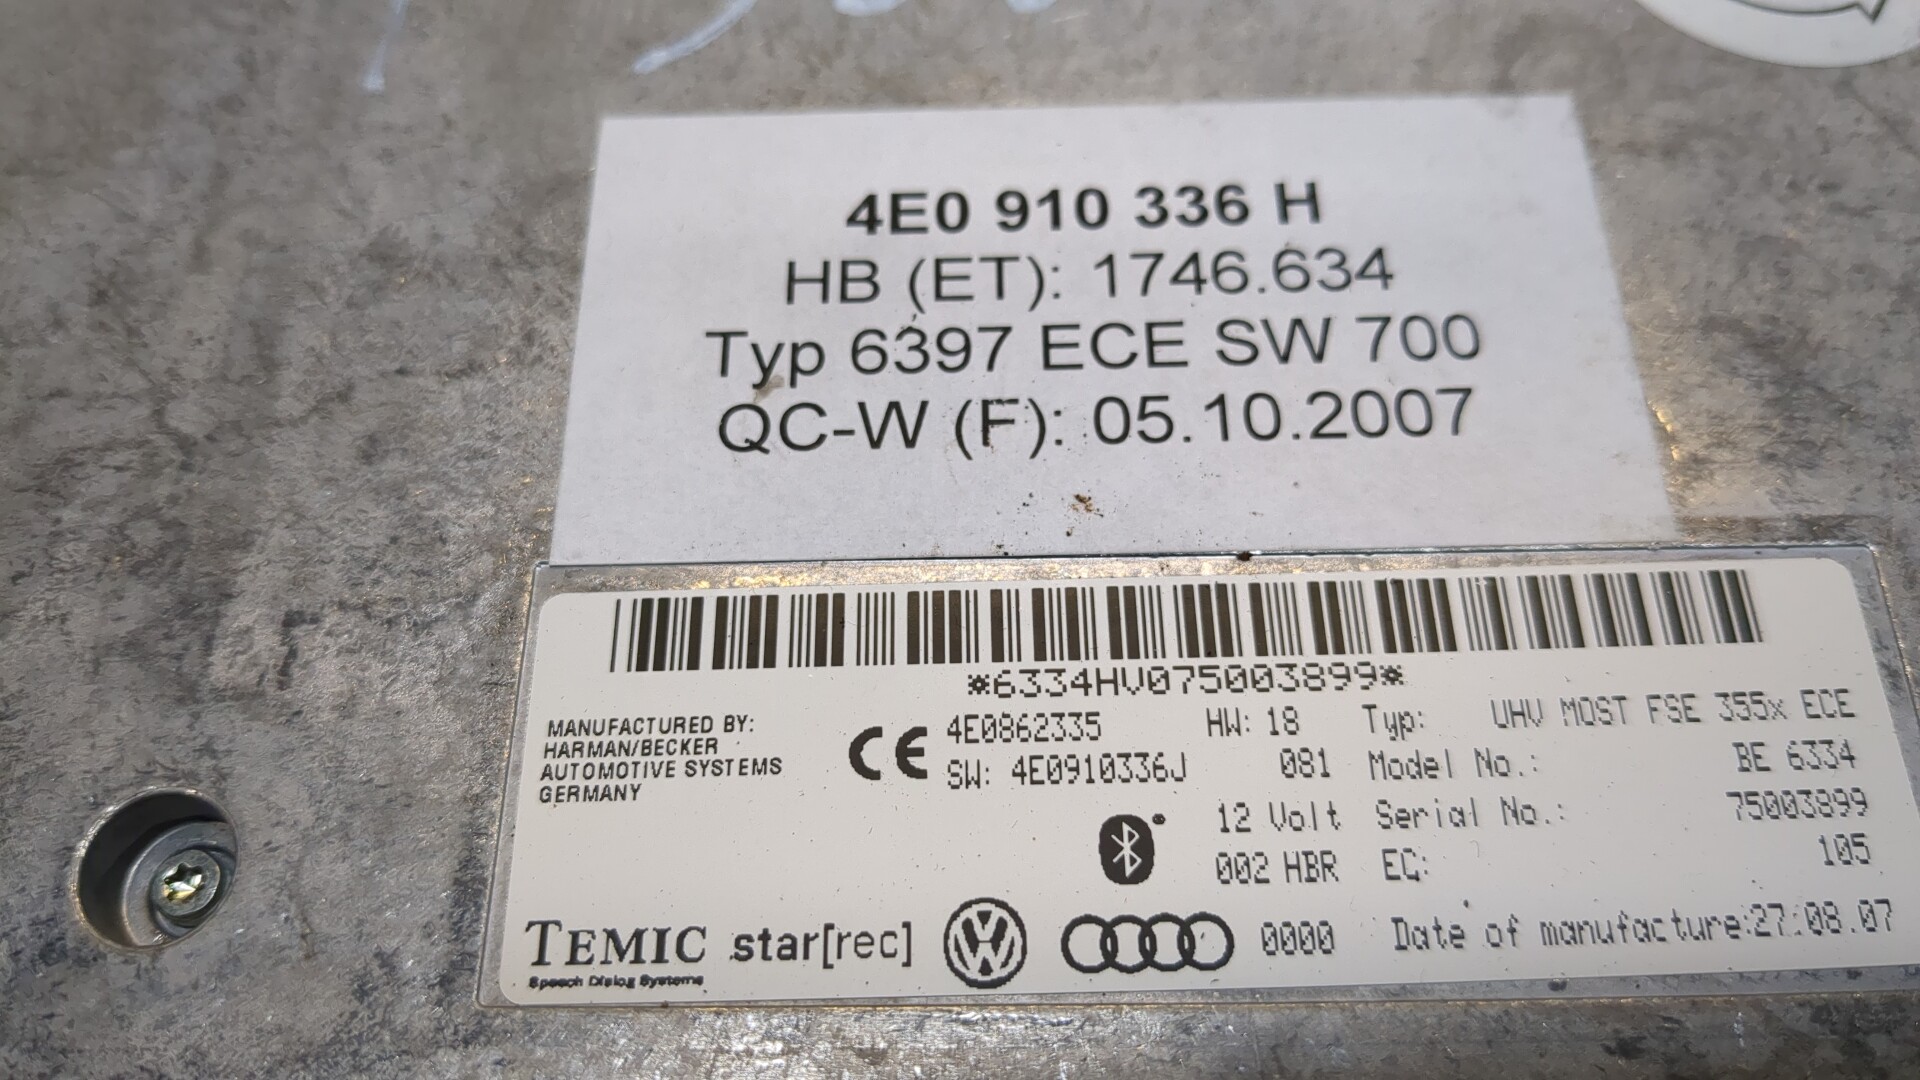 4E0 910 336 H
HB (ET): 1746.634
Typ 6397 ECE SW 700
QC-W (F): 05.10.2007
*6334HV075003899*
MANUFACTURED BY:
HARMAN/BECKER
AUTOMOTIVE SYSTEMS
GERMANY
CE
4E0862335 HW: 18 Typ: UHV MOST FSE 355x ECE
SW: 4E0910336J 081 Model No.: BE 6334
12 Volt Serial No.: 75003899
002 HBR EC: 105
TEMIC star[rec] 0000 Date of manufacture:27.08.07
Speech Dialog Systems